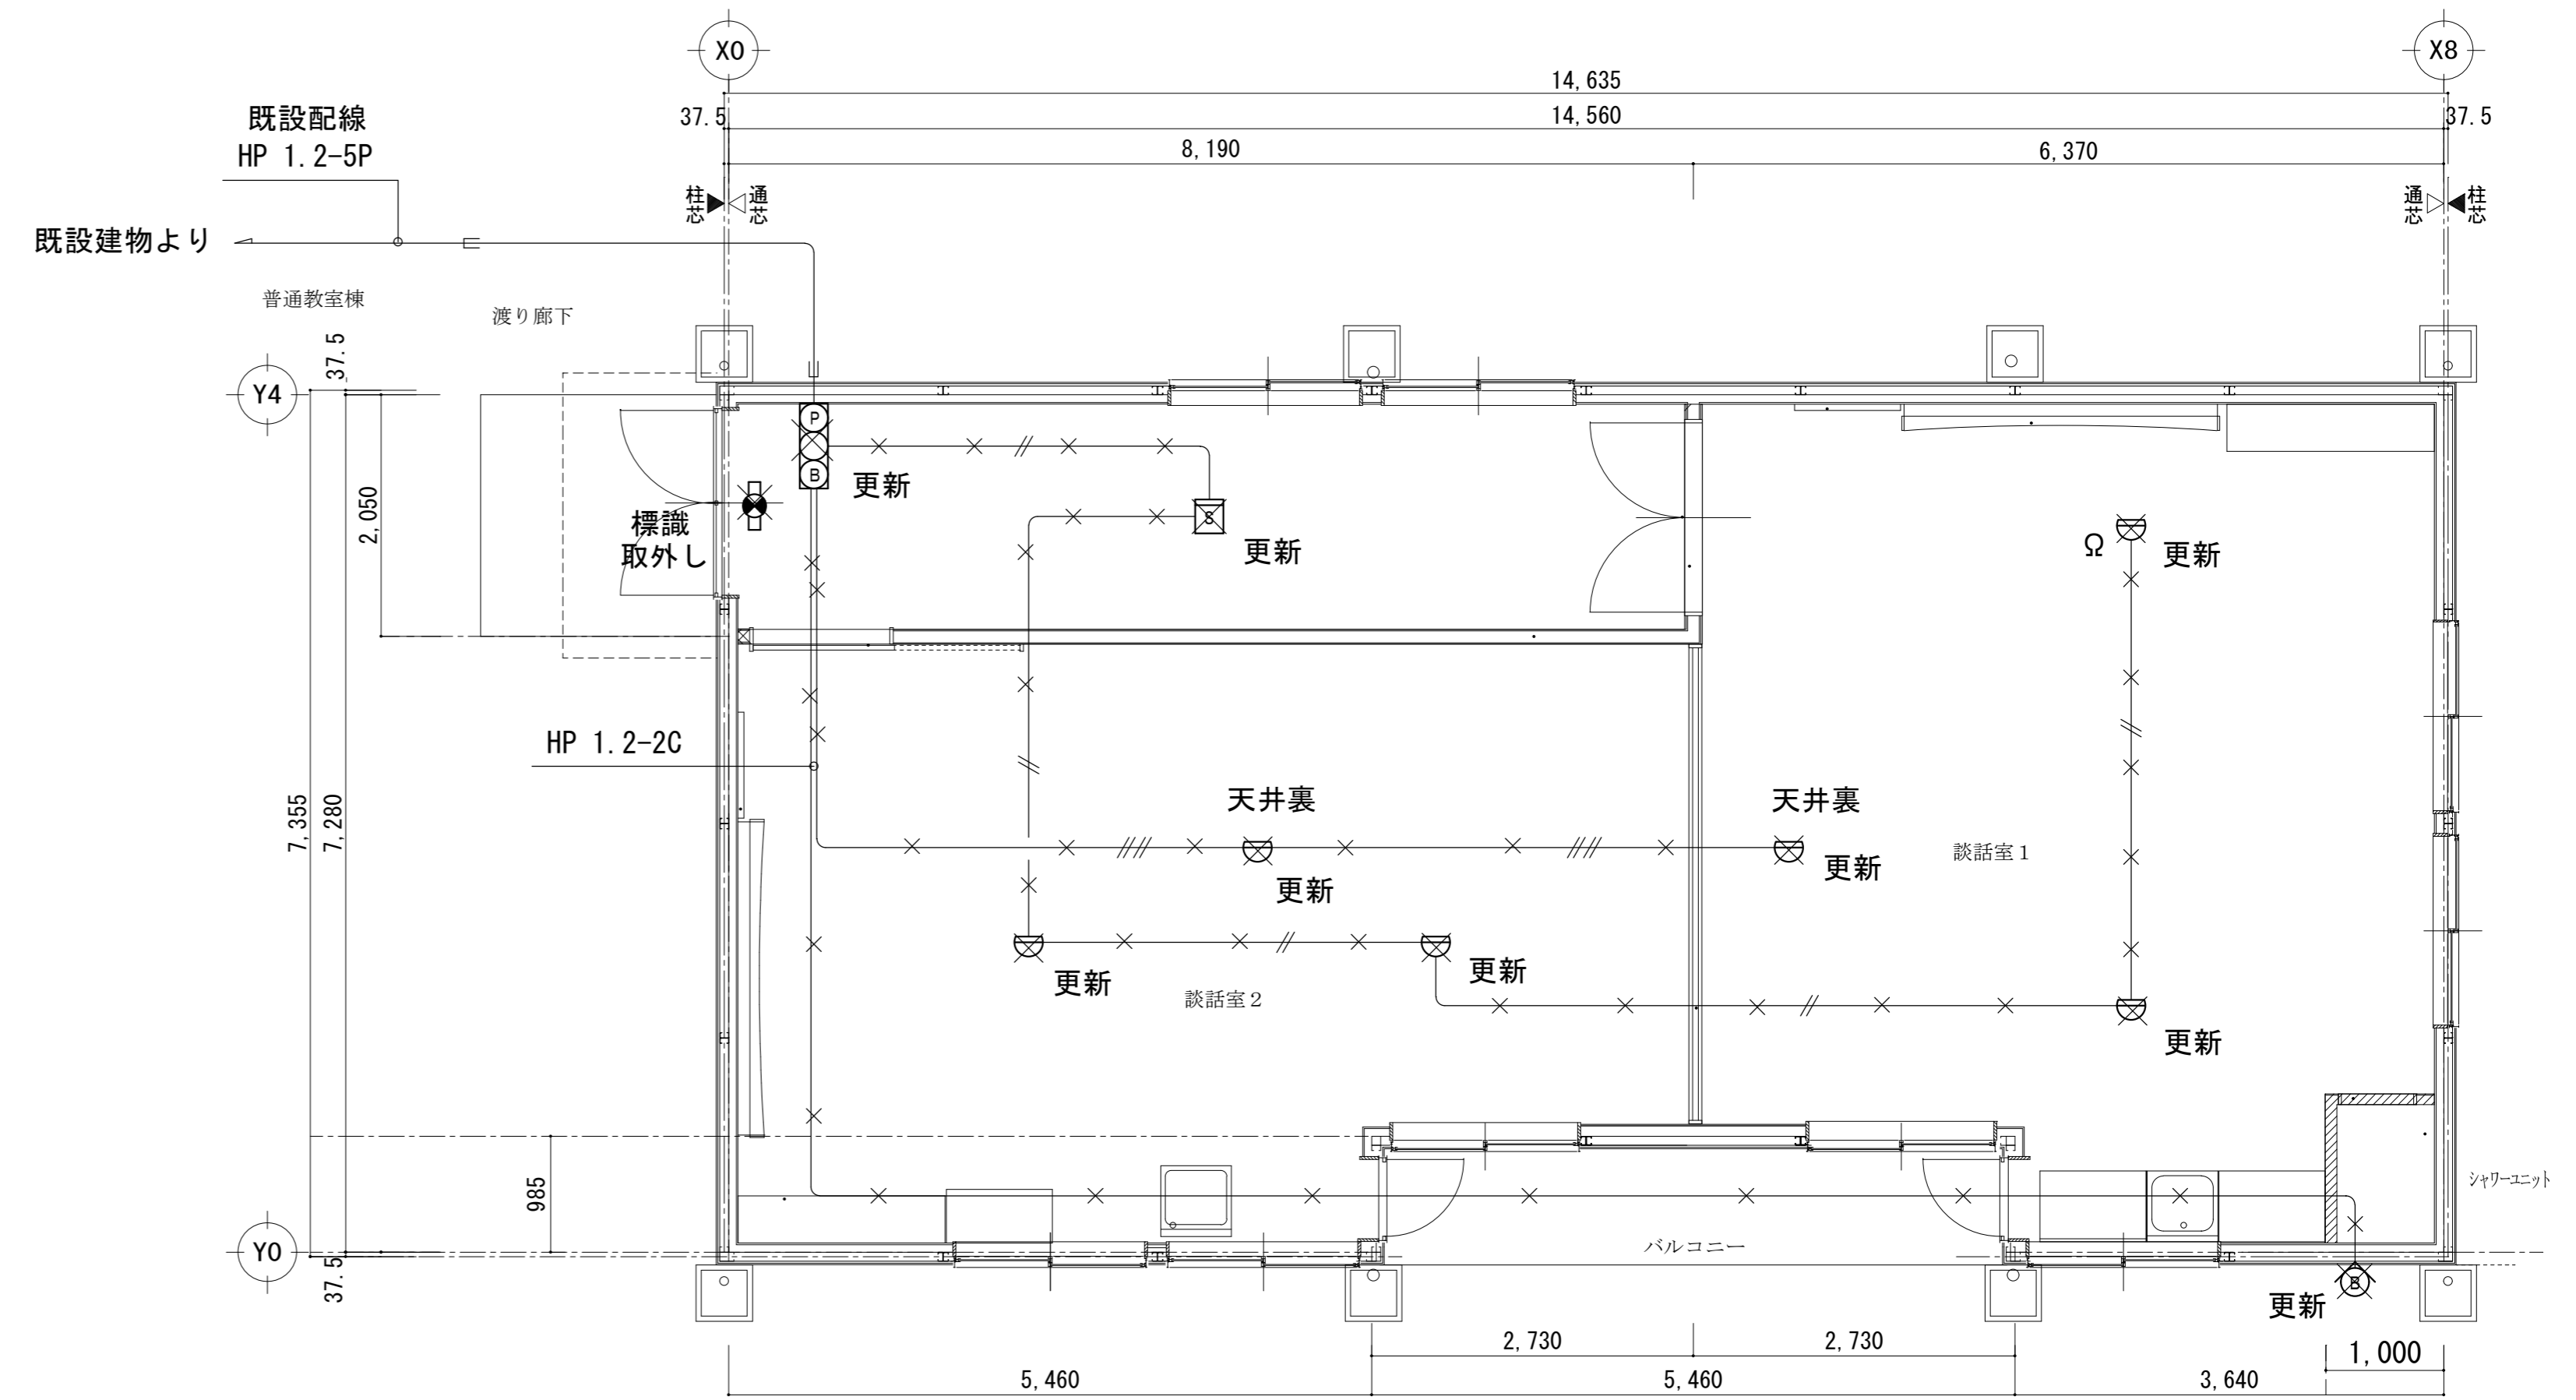 X0
X8
14,635
37.5
14,560
37.5
既設配線
HP 1.2-5P
8,190
6,370
柱芯
通芯
通芯
柱芯
既設建物より
普通教室棟
渡り廊下
37.5
Y4
P
B
更新
2,050
標識
取外し
S
更新
Ω
更新
HP 1.2-2C
天井裏
天井裏
7,355
7,280
更新
更新
談話室1
更新
更新
談話室2
更新
985
シャワーユニット
バルコニー
Y0
37.5
B
更新
2,730
2,730
1,000
5,460
5,460
3,640